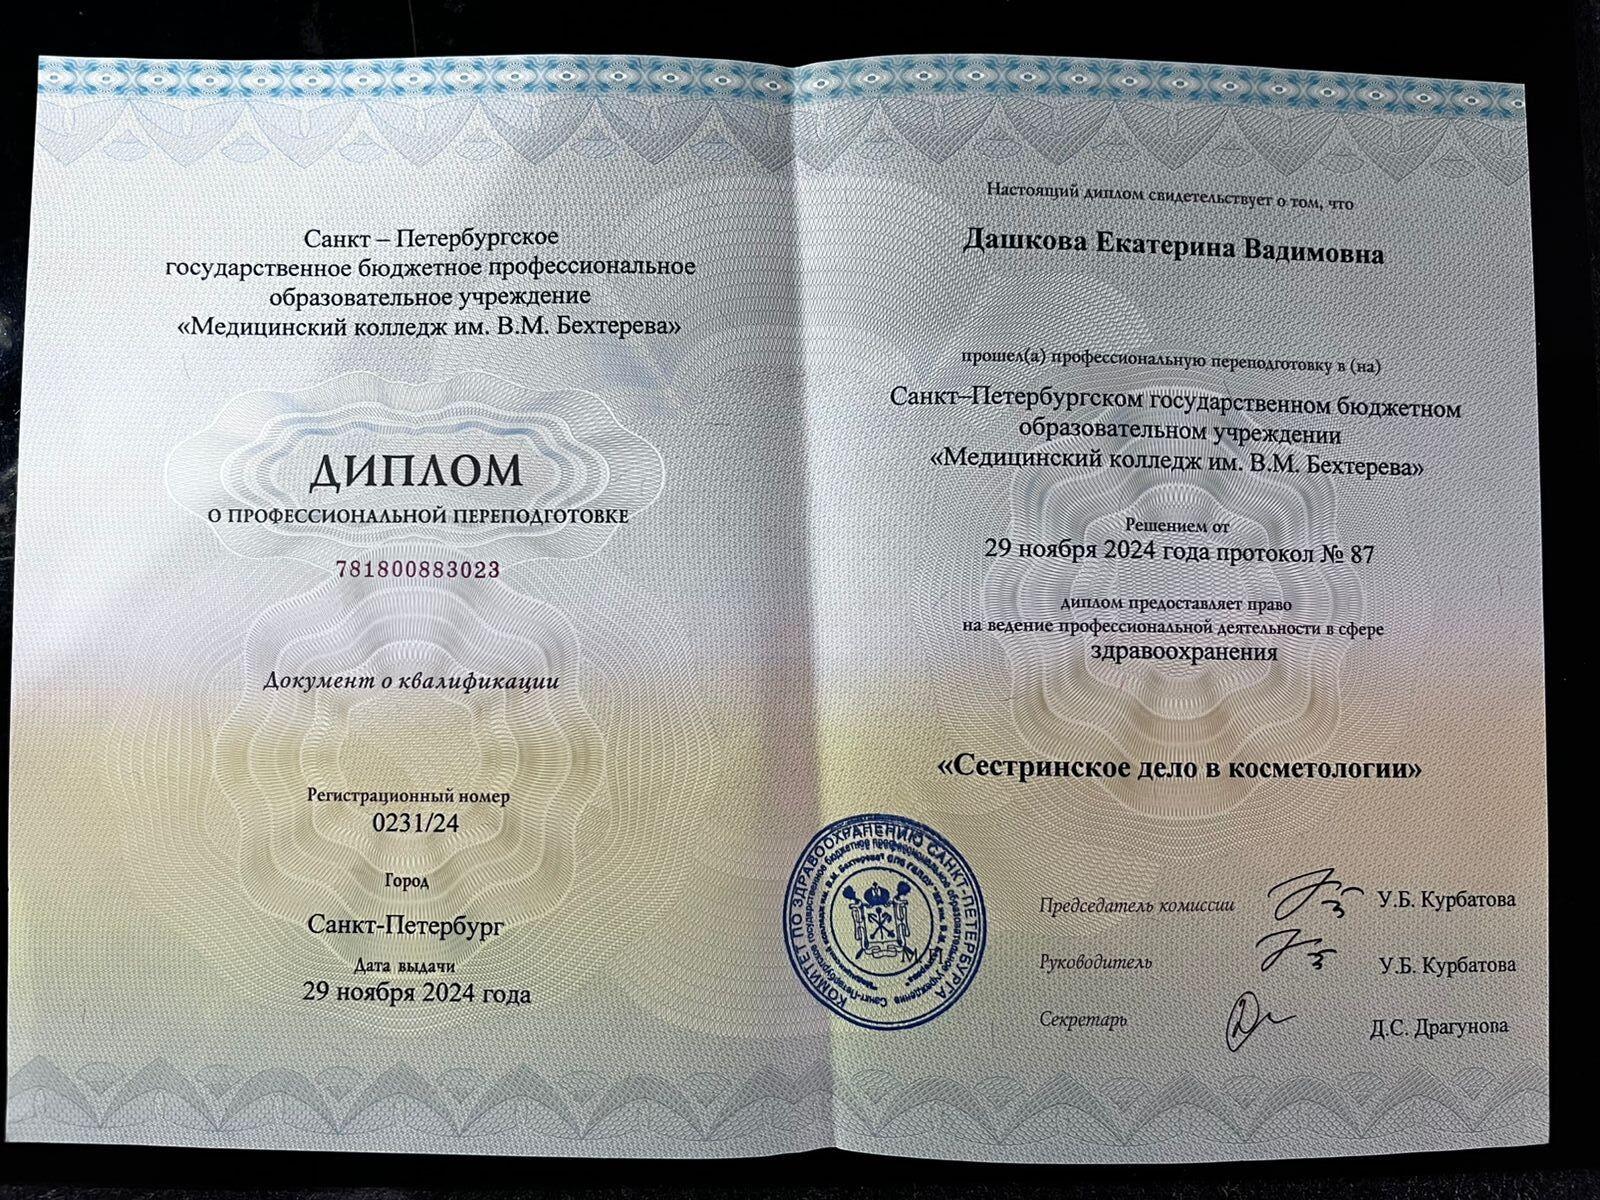 Санкт – Петербургское
государственное бюджетное профессиональное
образовательное учреждение
«Медицинский колледж им. В.М. Бехтерева»
ДИПЛОМ
О ПРОФЕССИОНАЛЬНОЙ ПЕРЕПОДГОТОВКЕ
781800883023
Документ о квалификации
Регистрационный номер
0231/24
Город
Санкт-Петербург
Дата выдачи
29 ноября 2024 года
Настоящий диплом свидетельствует о том, что
Дашкова Екатерина Вадимовна
прошел(а) профессиональную переподготовку в (на)
Санкт–Петербургском государственном бюджетном
образовательном учреждении
«Медицинский колледж им. В.М. Бехтерева»
Решением от
29 ноября 2024 года протокол № 87
диплом предоставляет право
на ведение профессиональной деятельности в сфере
здравоохранения
«Сестринское дело в косметологии»
КОМИТЕТ ПО ЗДРАВООХРАНЕНИЮ САНКТ-ПЕТЕРБУРГА
Председатель комиссии У.Б. Курбатова
Руководитель У.Б. Курбатова
Секретарь Д.С. Драгунова